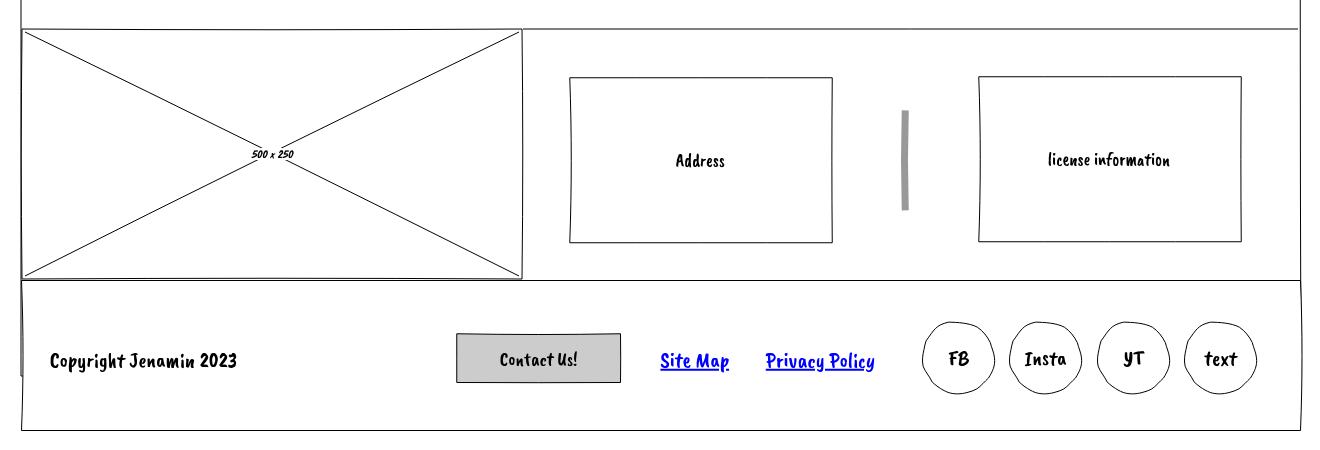 500 x 250
Address
license information
Copyright Jenamin 2023
Contact Us!
Site Map
Privacy Policy
FB
Insta
YT
text